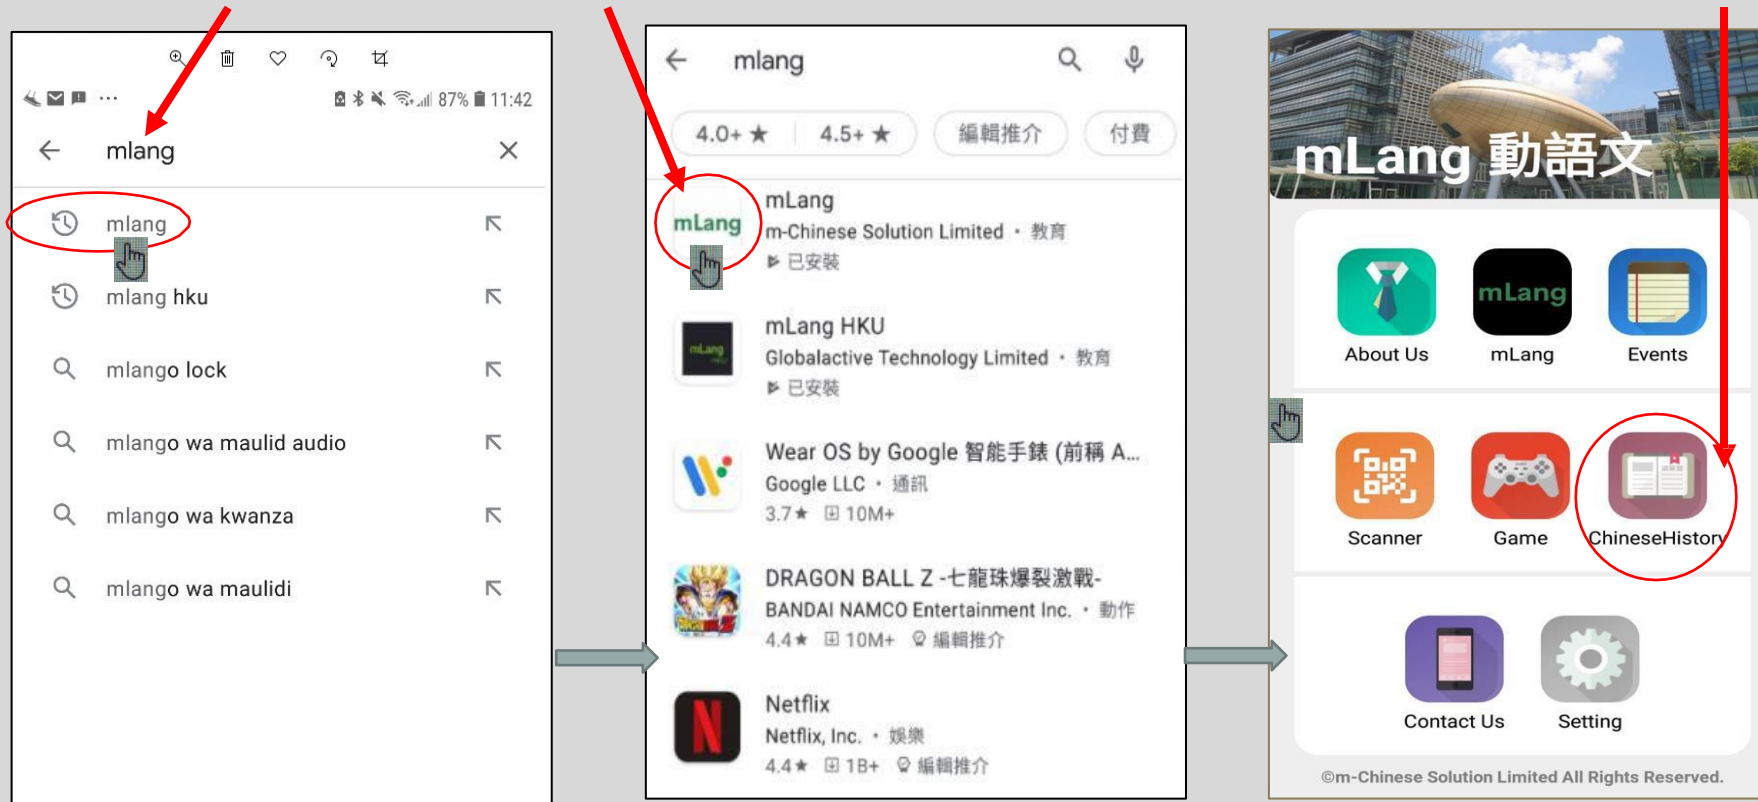 87% 11:42
mlang
mlang
mlang hku
mlango lock
mlango wa maulid audio
mlango wa kwanza
mlango wa maulidi
mlang
4.0+ ★ 4.5+ ★ 編輯推介 付費
mLang
mLang
m-Chinese Solution Limited • 教育
已安裝
mLang
mLang HKU
Globalactive Technology Limited • 教育
已安裝
Wear OS by Google 智能手錶 (前稱 A...
Google LLC • 通訊
3.7★ 10M+
DRAGON BALL Z -七龍珠爆裂激戰-
BANDAI NAMCO Entertainment Inc. • 動作
4.4★ 10M+ 編輯推介
Netflix
Netflix, Inc. • 娛樂
4.4★ 1B+ 編輯推介
mLang 動語文
mLang
About Us mLang Events
Scanner Game ChineseHistory
Contact Us Setting
©m-Chinese Solution Limited All Rights Reserved.